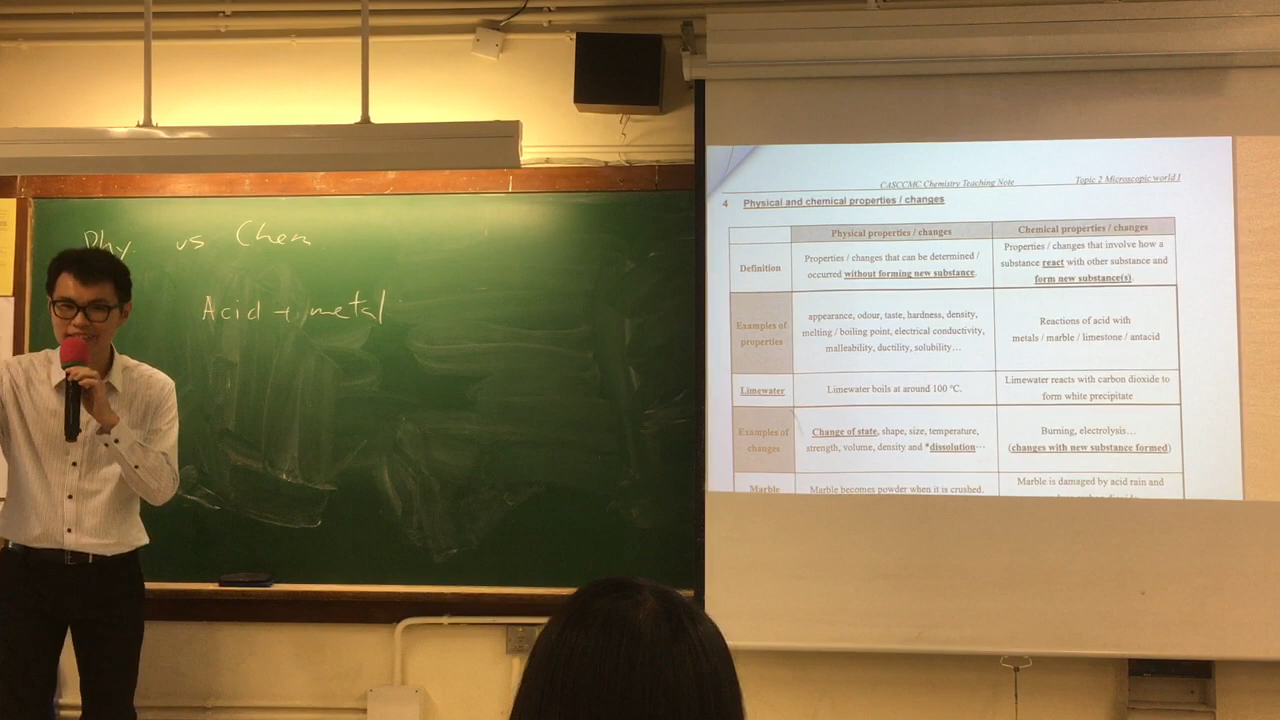 Phy vs Chem
Acid + metal
CASCCMC Chemistry Teaching Note Topic 2 Microscopic world I
4 Physical and chemical properties / changes
Physical properties / changes
Chemical properties / changes
Definition
Properties / changes that can be determined /
occurred without forming new substance.
Properties / changes that involve how a
substance react with other substance and
form new substance(s).
Examples of
properties
appearance, odour, taste, hardness, density,
melting / boiling point, electrical conductivity,
malleability, ductility, solubility…
Reactions of acid with
metals / marble / limestone / antacid
Limewater
Limewater boils at around 100 °C.
Limewater reacts with carbon dioxide to
form white precipitate
Examples of
changes
Change of state, shape, size, temperature,
strength, volume, density and *dissolution…
Burning, electrolysis…
(changes with new substance formed)
Marble
Marble becomes powder when it is crushed.
Marble is damaged by acid rain and